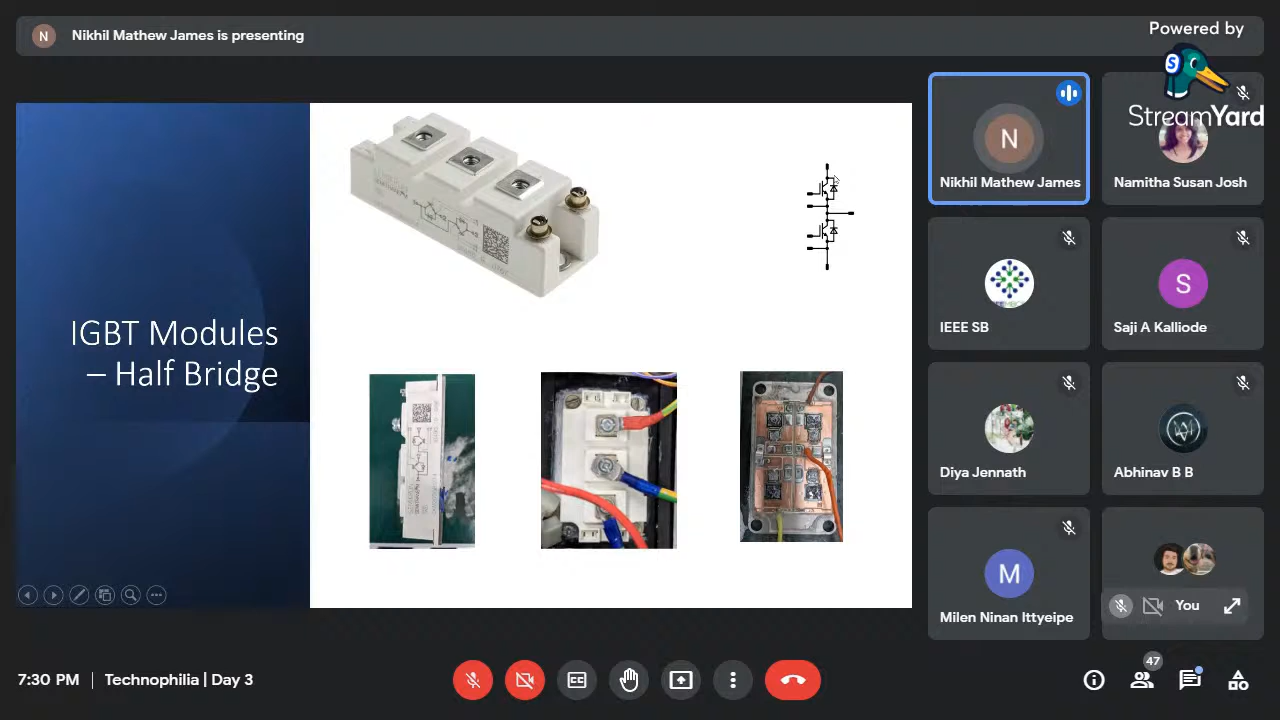 N
Nikhil Mathew James is presenting
Powered by
S
StreamYard
IGBT Modules
– Half Bridge
N
Nikhil Mathew James
Namitha Susan Josh
IEEE SB
S
Saji A Kalliode
Diya Jennath
Abhinav B B
M
Milen Ninan Ittyeipe
You
7:30 PM | Technophilia | Day 3
CC
47